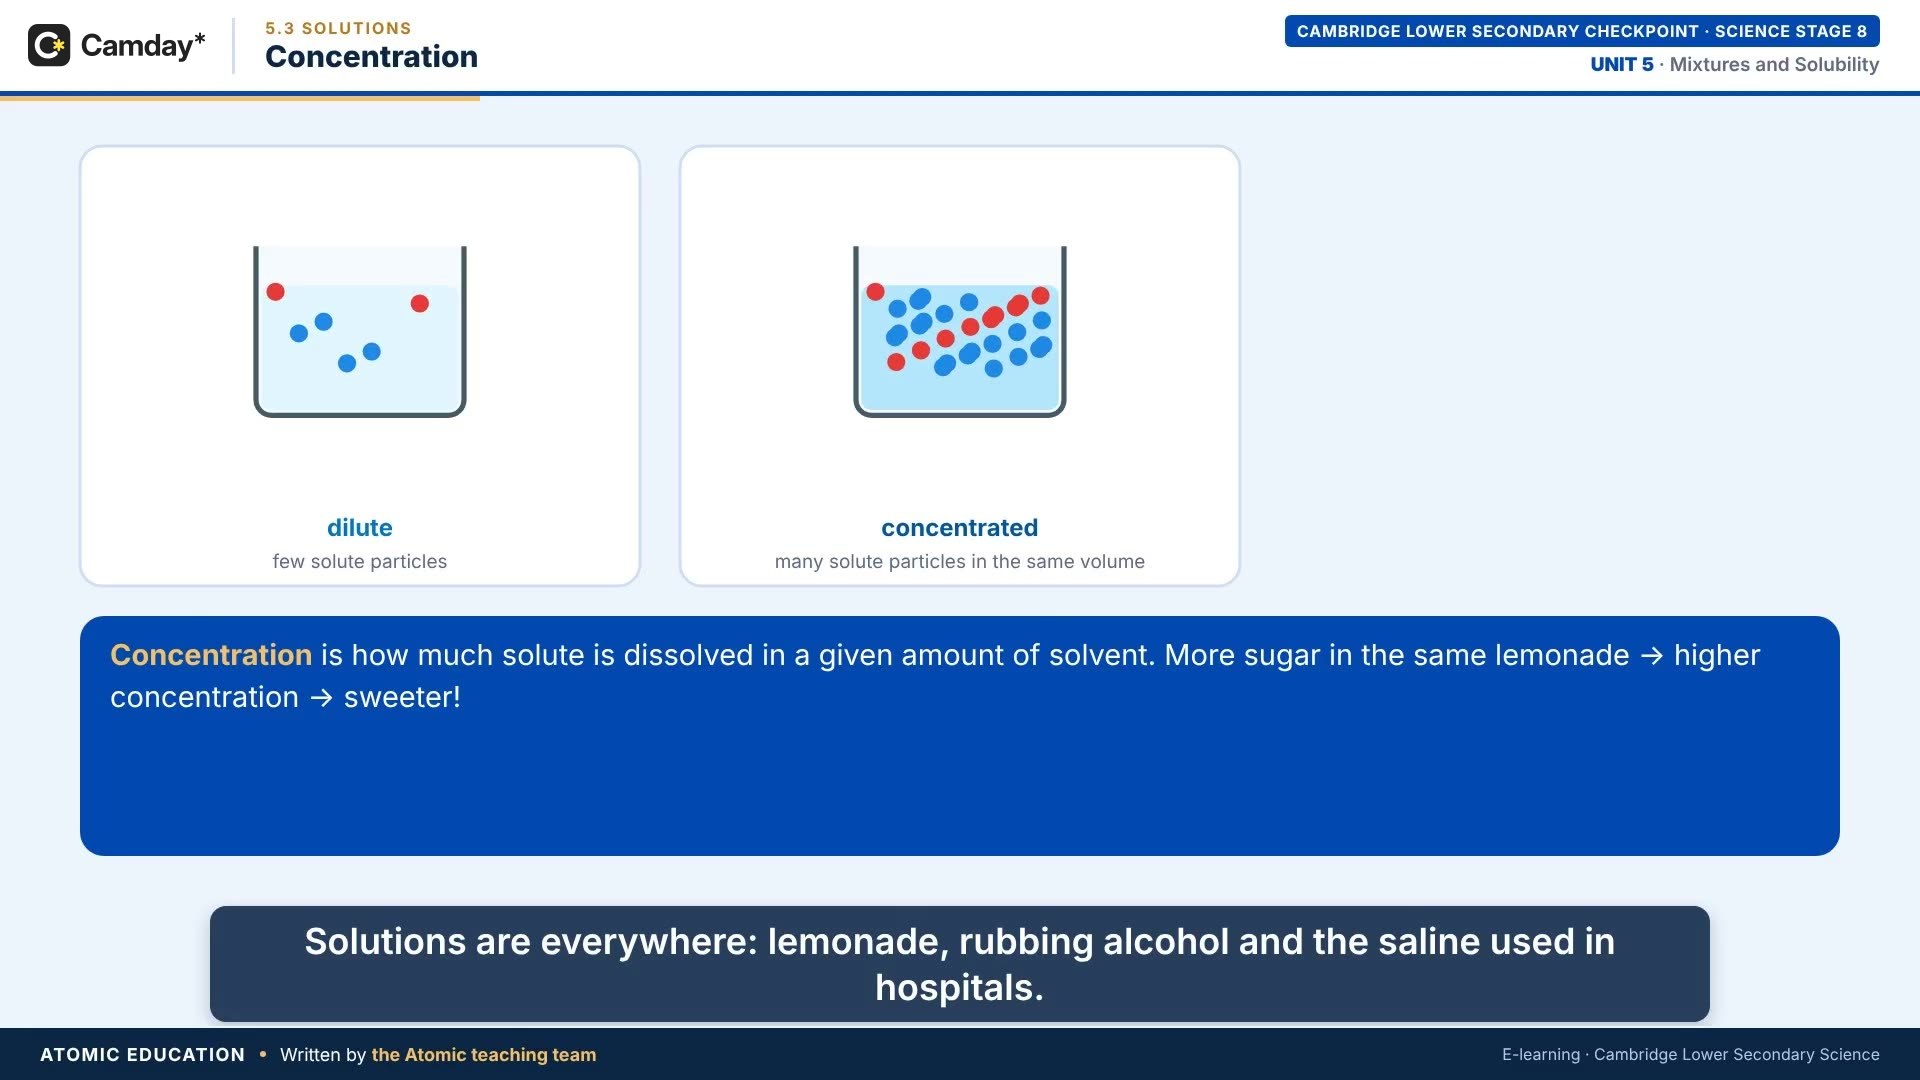 Camday*
5.3 SOLUTIONS
Concentration
CAMBRIDGE LOWER SECONDARY CHECKPOINT · SCIENCE STAGE 8
UNIT 5 · Mixtures and Solubility
dilute
few solute particles
concentrated
many solute particles in the same volume
Concentration is how much solute is dissolved in a given amount of solvent. More sugar in the same lemonade → higher
concentration → sweeter!
Solutions are everywhere: lemonade, rubbing alcohol and the saline used in
hospitals.
ATOMIC EDUCATION • Written by the Atomic teaching team
E-learning · Cambridge Lower Secondary Science